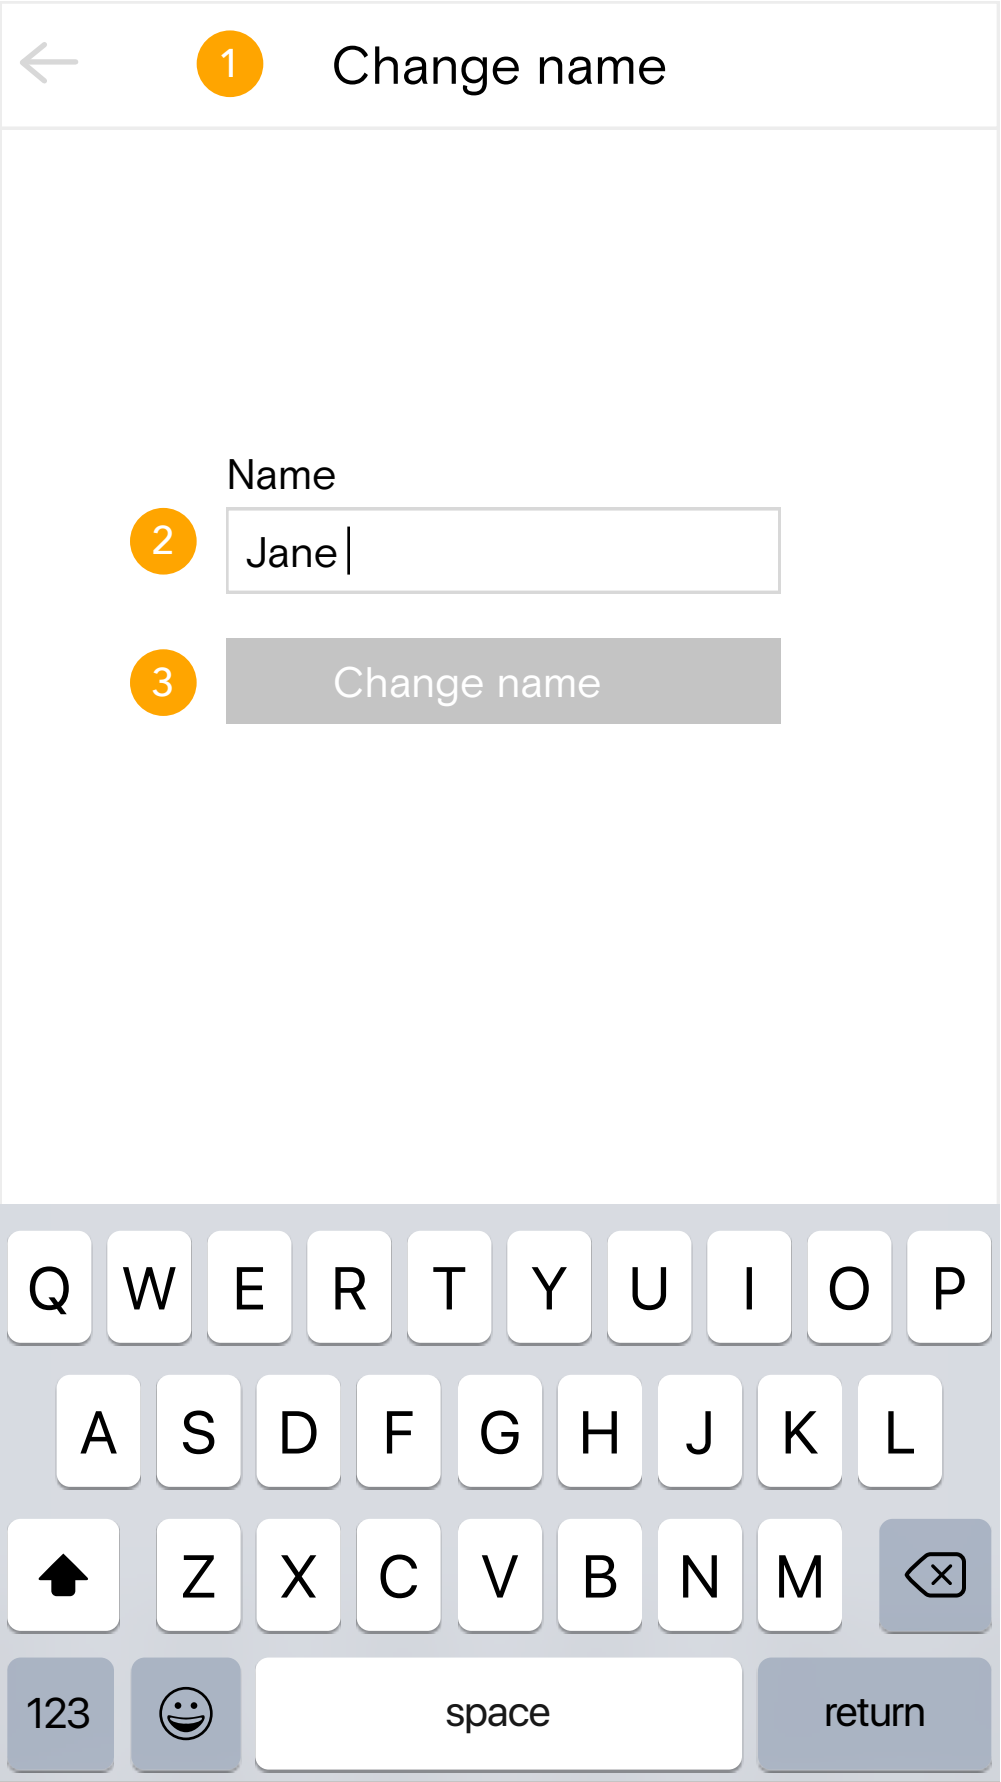 1 Change name
Name
2 Jane
3 Change name
Q W E R T Y U I O P
A S D F G H J K L
Z X C V B N M
123 space return